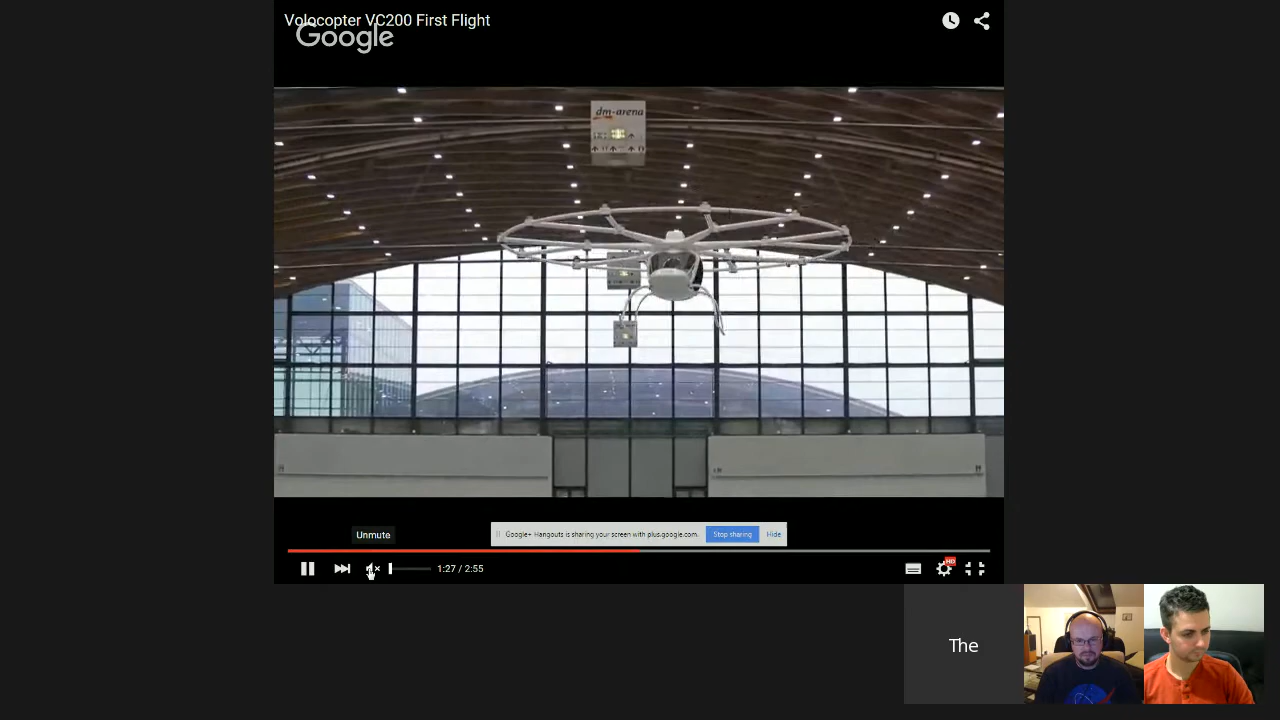 Volocopter VC200 First Flight
Google
dm-arena
Unmute
Google+ Hangouts is sharing your screen with plus.google.com.
Stop sharing
Hide
1:27 / 2:55
HD
The